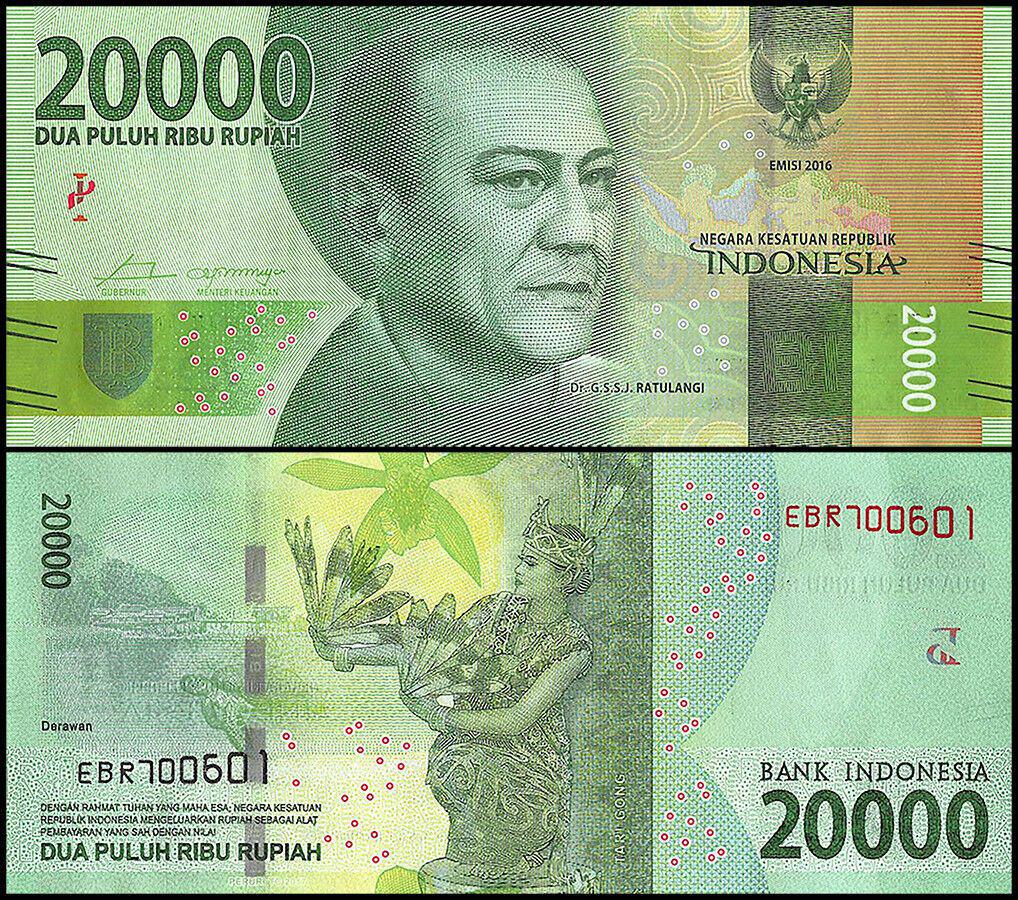 20000
DUA PULUH RIBU RUPIAH
EMISI 2016
NEGARA KESATUAN REPUBLIK
INDONESIA
GUBERNUR
MENTERI KEUANGAN
20000
Dr. G.S.S.J. RATULANGI
BI
20000
EBR700601
Derawan
EBR700601
DENGAN RAHMAT TUHAN YANG MAHA ESA, NEGARA KESATUAN
REPUBLIK INDONESIA MENGELUARKAN RUPIAH SEBAGAI ALAT
PEMBAYARAN YANG SAH DENGAN NILAI
DUA PULUH RIBU RUPIAH
TARI GONG
BANK INDONESIA
20000